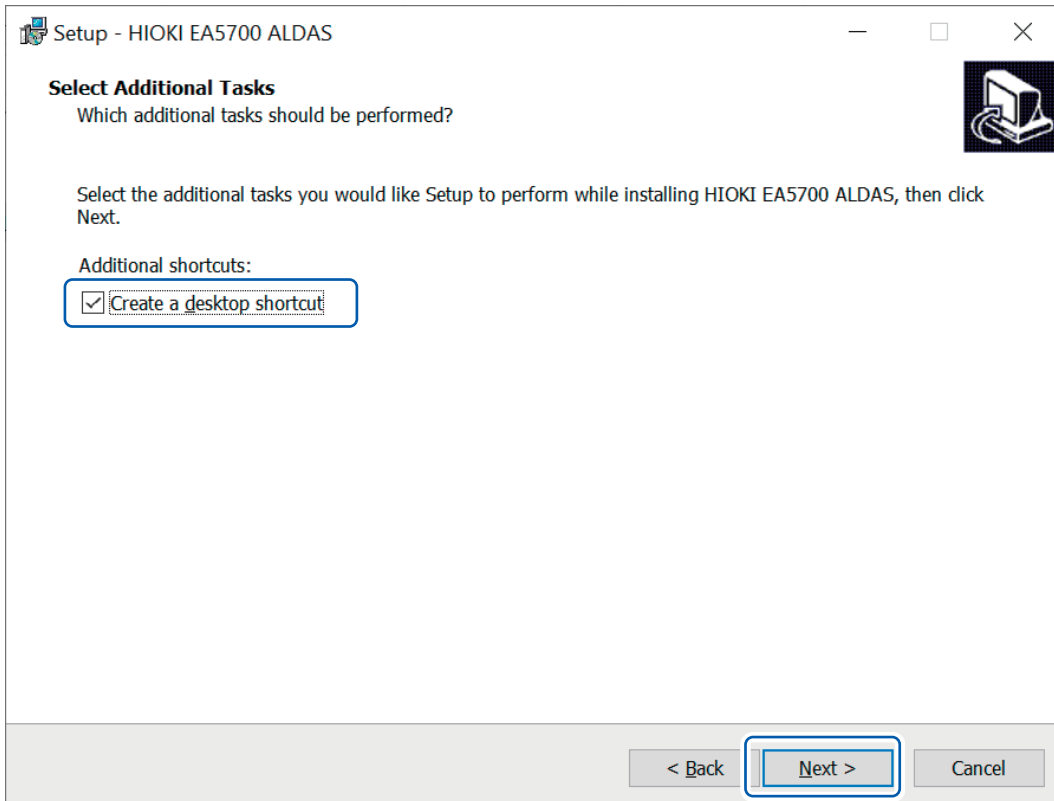 Setup - HIOKI EA5700 ALDAS
Select Additional Tasks
Which additional tasks should be performed?
Select the additional tasks you would like Setup to perform while installing HIOKI EA5700 ALDAS, then click
Next.
Additional shortcuts:
Create a desktop shortcut
< Back
Next >
Cancel